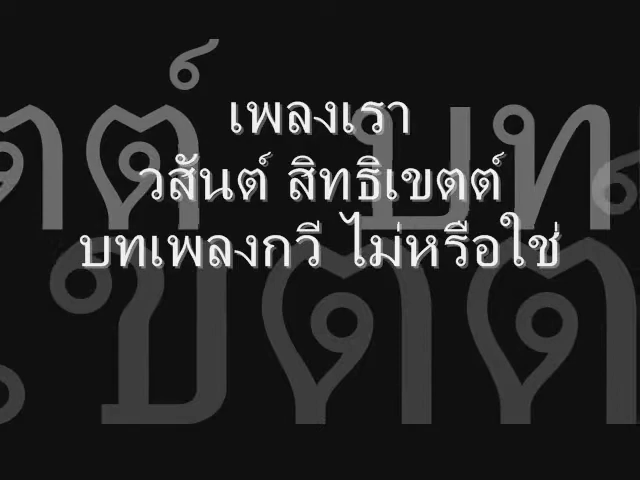 เพลงเรา
วสันต์ สิทธิเขตต์
บทเพลงกวี ไม่หรือใช่